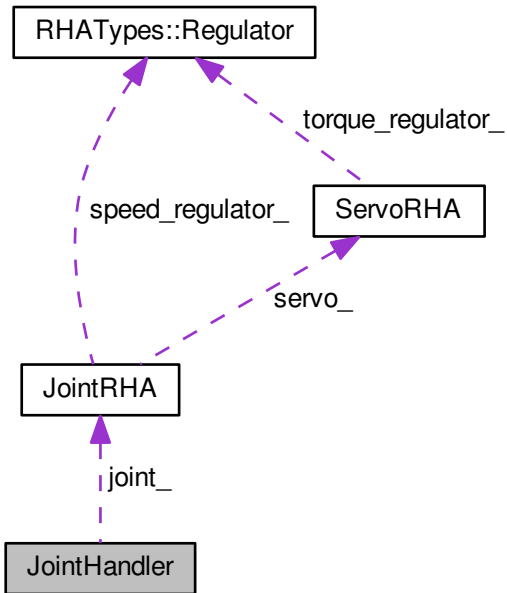 RHATypes::Regulator
torque_regulator_
speed_regulator_
ServoRHA
servo_
JointRHA
joint_
JointHandler